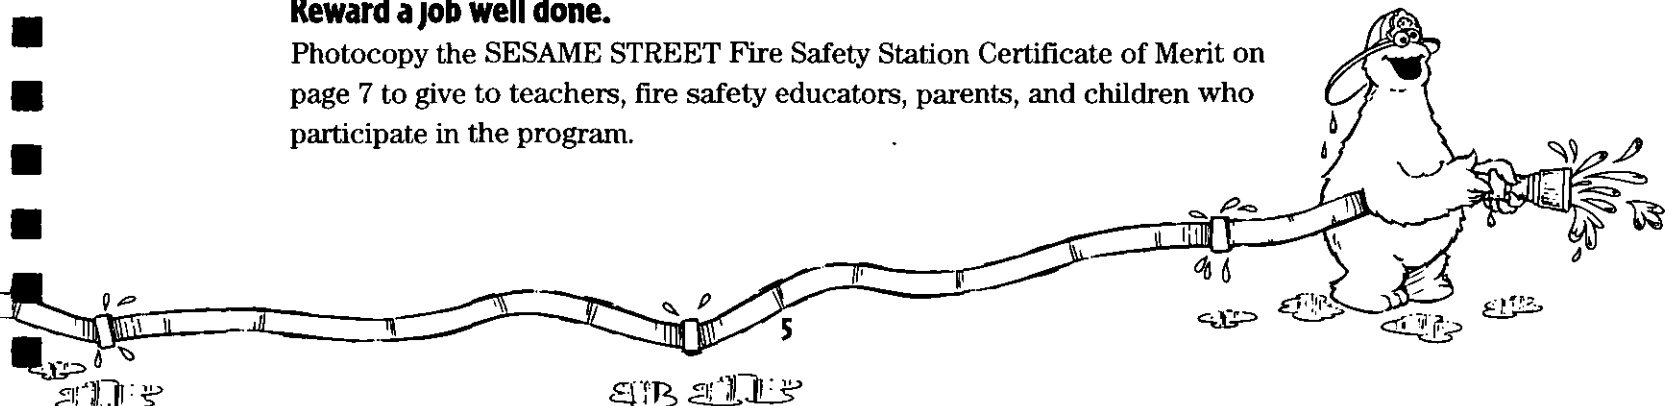 Reward a job well done.
Photocopy the SESAME STREET Fire Safety Station Certificate of Merit on
page 7 to give to teachers, fire safety educators, parents, and children who
participate in the program.
5